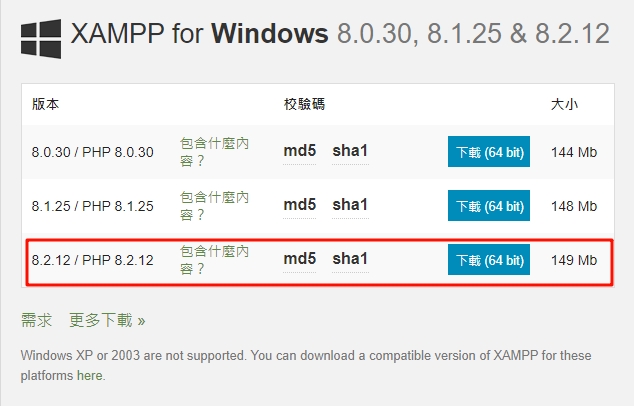 XAMPP for Windows 8.0.30, 8.1.25 & 8.2.12
版本 校驗碼 大小
8.0.30 / PHP 8.0.30 包含什麼內容？ md5 sha1 下載 (64 bit) 144 Mb
8.1.25 / PHP 8.1.25 包含什麼內容？ md5 sha1 下載 (64 bit) 148 Mb
8.2.12 / PHP 8.2.12 包含什麼內容？ md5 sha1 下載 (64 bit) 149 Mb
需求 更多下載 »
Windows XP or 2003 are not supported. You can download a compatible version of XAMPP for these
platforms here.